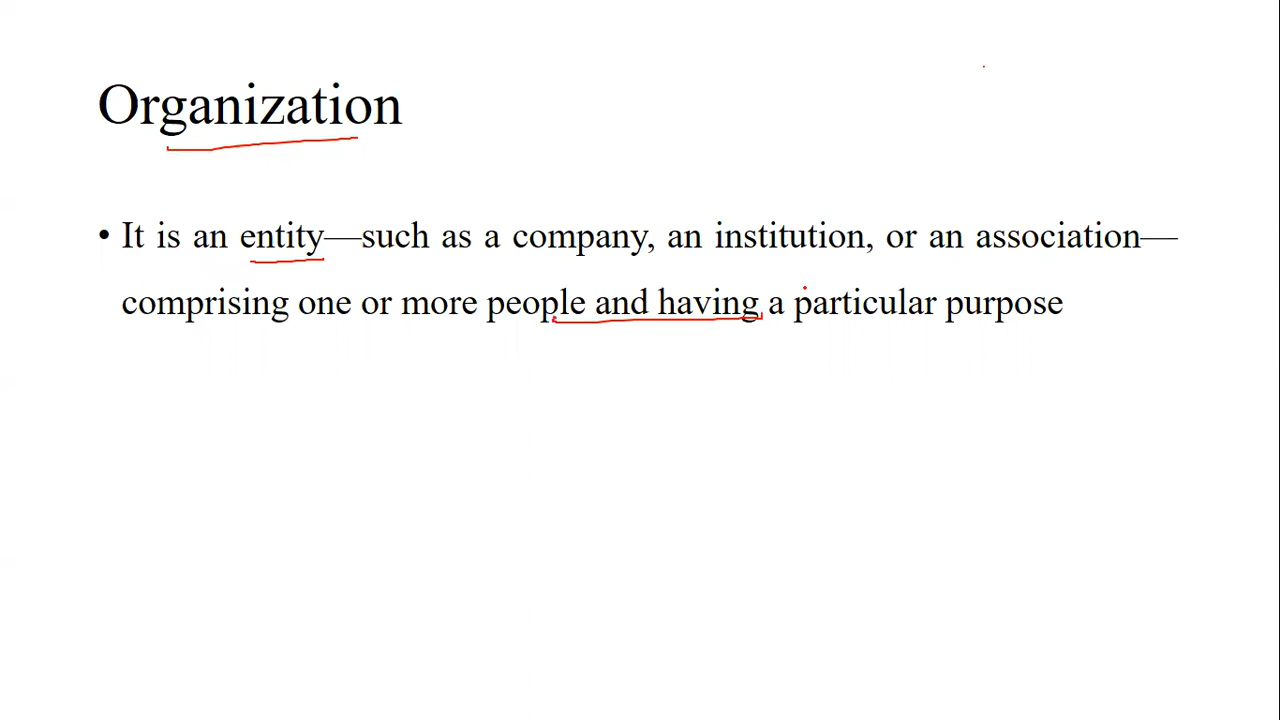 Organization
• It is an entity—such as a company, an institution, or an association—
comprising one or more people and having a particular purpose